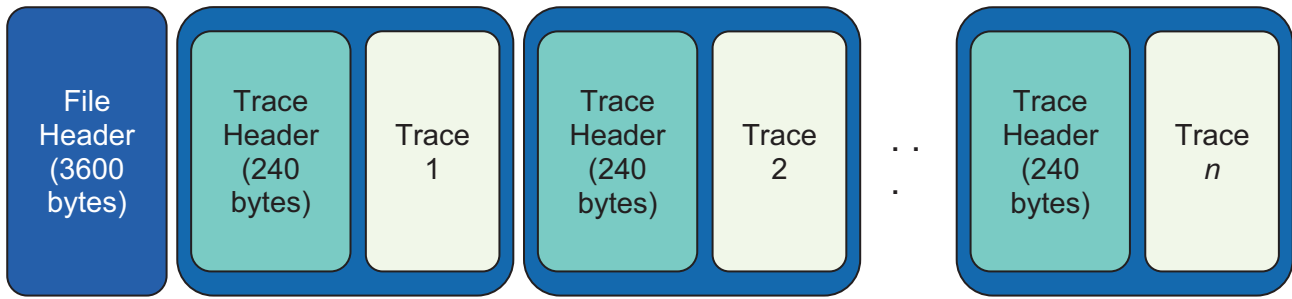 File
Header
(3600
bytes)
Trace
Header
(240
bytes)
Trace
1
Trace
Header
(240
bytes)
Trace
2
. .
.
Trace
Header
(240
bytes)
Trace
n